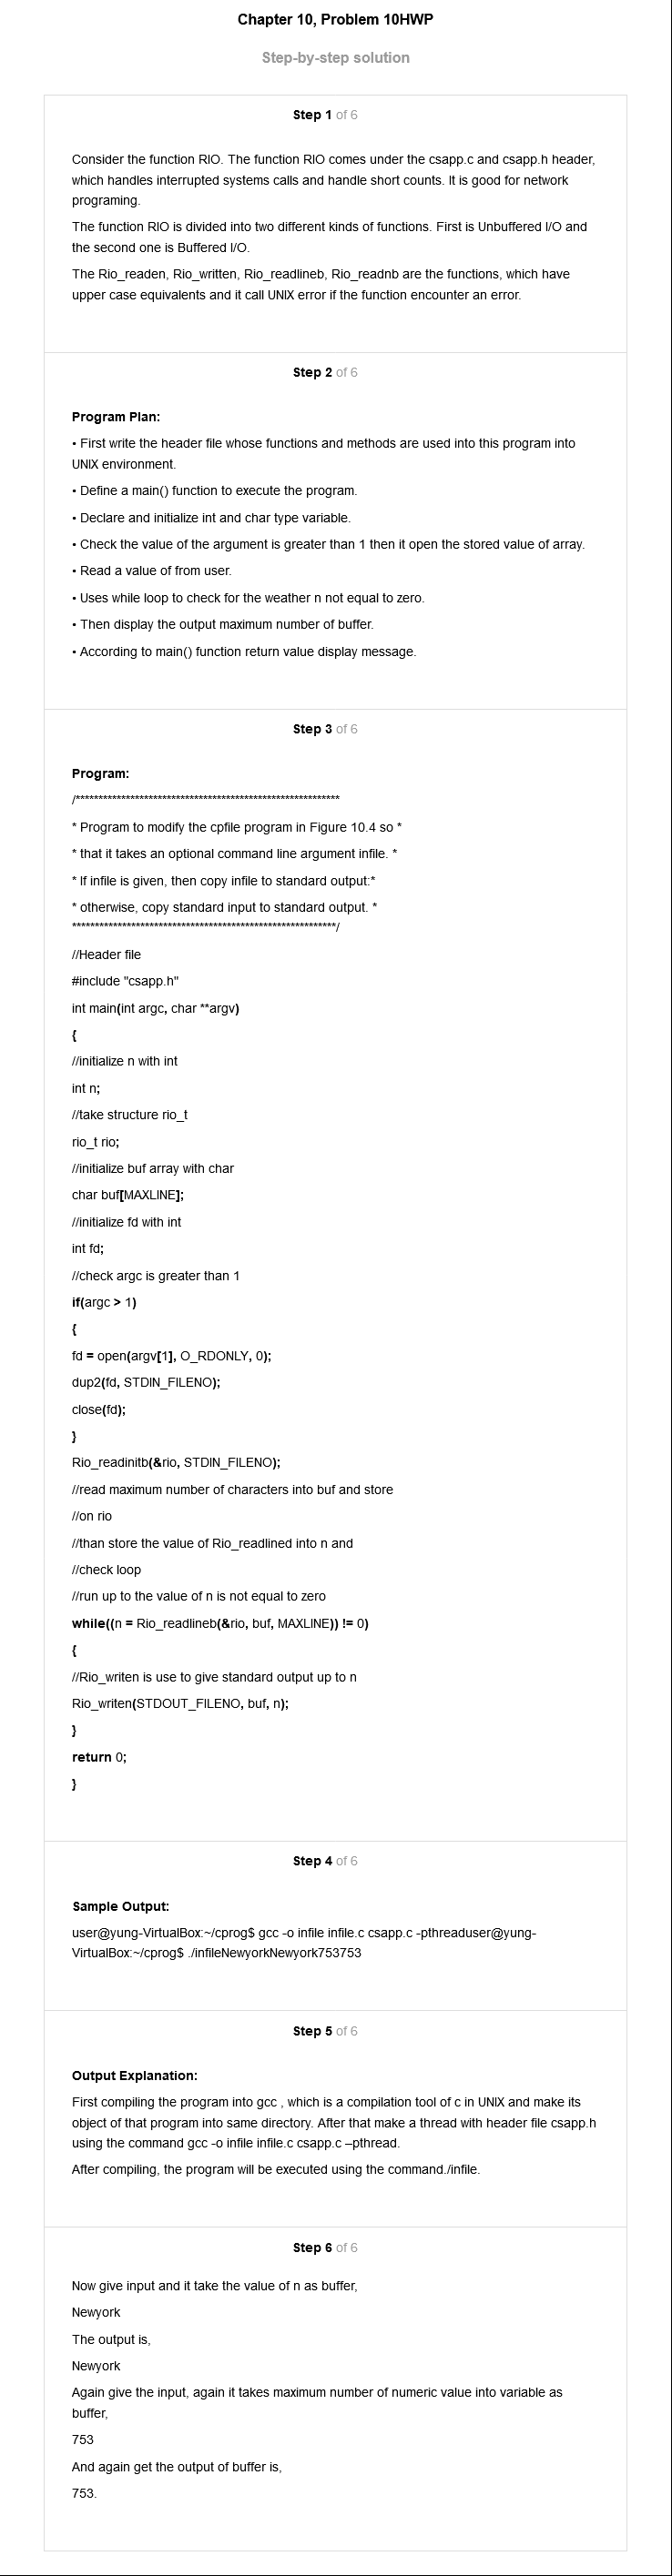 Chapter 10, Problem 10HWP
Step-by-step solution
Step 1 of 6
Consider the function RIO. The function RIO comes under the csapp.c and csapp.h header,
which handles interrupted systems calls and handle short counts. It is good for network
programing.
The function RIO is divided into two different kinds of functions. First is Unbuffered I/O and
the second one is Buffered I/O.
The Rio_readen, Rio_written, Rio_readlineb, Rio_readnb are the functions, which have
upper case equivalents and it call UNIX error if the function encounter an error.
Step 2 of 6
Program Plan:
• First write the header file whose functions and methods are used into this program into
UNIX environment.
• Define a main() function to execute the program.
• Declare and initialize int and char type variable.
• Check the value of the argument is greater than 1 then it open the stored value of array.
• Read a value of from user.
• Uses while loop to check for the weather n not equal to zero.
• Then display the output maximum number of buffer.
• According to main() function return value display message.
Step 3 of 6
Program:
/**********************************************************
* Program to modify the cpfile program in Figure 10.4 so *
* that it takes an optional command line argument infile. *
* If infile is given, then copy infile to standard output:*
* otherwise, copy standard input to standard output. *
**********************************************************/
//Header file
#include "csapp.h"
int main(int argc, char **argv)
{
//initialize n with int
int n;
//take structure rio_t
rio_t rio;
//initialize buf array with char
char buf[MAXLINE];
//initialize fd with int
int fd;
//check argc is greater than 1
if(argc > 1)
{
fd = open(argv[1], O_RDONLY, 0);
dup2(fd, STDIN_FILENO);
close(fd);
}
Rio_readinitb(&rio, STDIN_FILENO);
//read maximum number of characters into buf and store
//on rio
//than store the value of Rio_readlined into n and
//check loop
//run up to the value of n is not equal to zero
while((n = Rio_readlineb(&rio, buf, MAXLINE)) != 0)
{
//Rio_writen is use to give standard output up to n
Rio_writen(STDOUT_FILENO, buf, n);
}
return 0;
}
Step 4 of 6
Sample Output:
user@yung-VirtualBox:~/cprog$ gcc -o infile infile.c csapp.c -pthreaduser@yung-
VirtualBox:~/cprog$ ./infileNewyorkNewyork753753
Step 5 of 6
Output Explanation:
First compiling the program into gcc , which is a compilation tool of c in UNIX and make its
object of that program into same directory. After that make a thread with header file csapp.h
using the command gcc -o infile infile.c csapp.c –pthread.
After compiling, the program will be executed using the command./infile.
Step 6 of 6
Now give input and it take the value of n as buffer,
Newyork
The output is,
Newyork
Again give the input, again it takes maximum number of numeric value into variable as
buffer,
753
And again get the output of buffer is,
753.